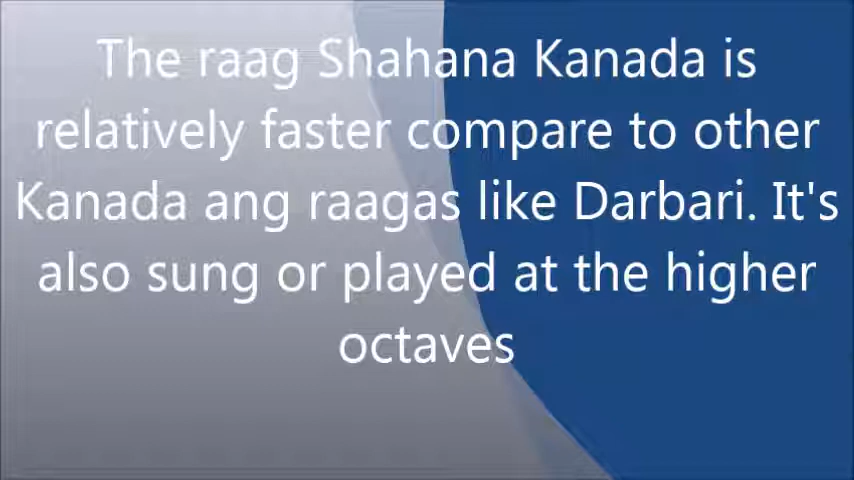 The raag Shahana Kanada is
relatively faster compare to other
Kanada ang raagas like Darbari. It's
also sung or played at the higher
octaves